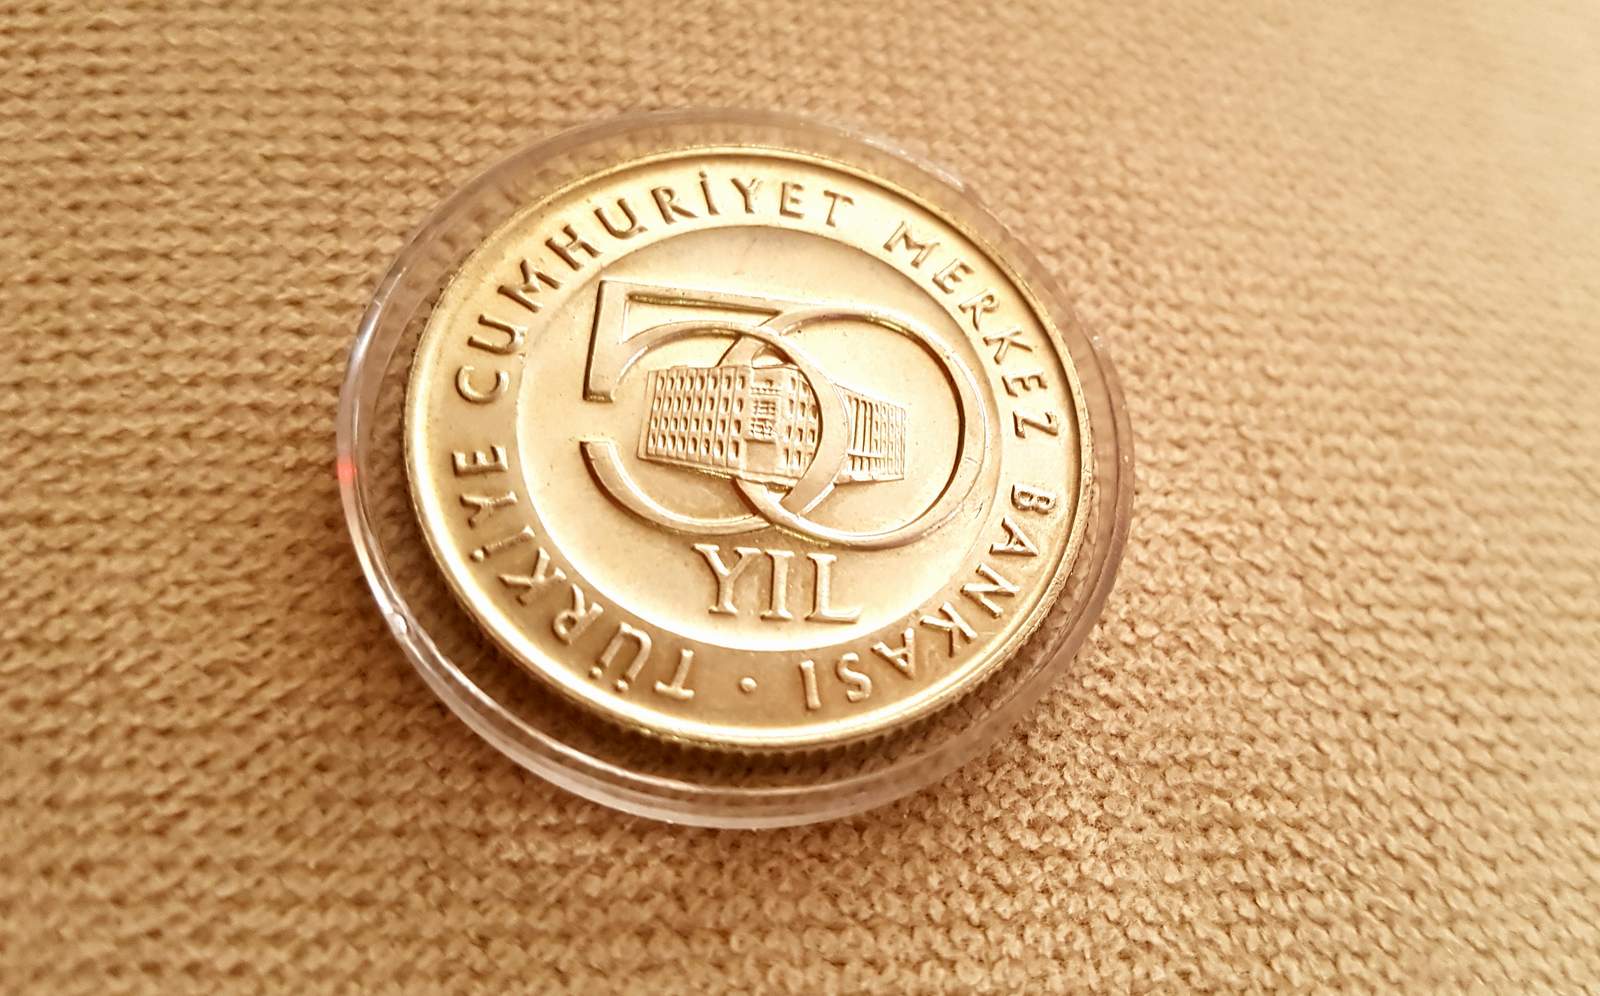 TÜRKİYE CUMHURİYET MERKEZ BANKASI ·
50
YIL